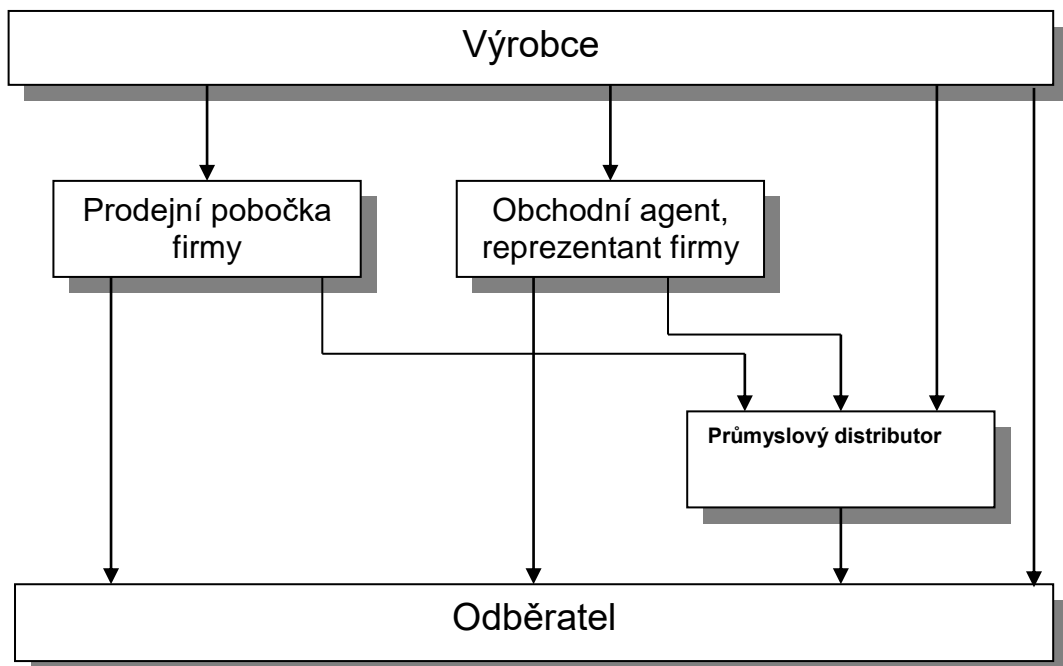 Výrobce
Prodejní pobočka
firmy
Obchodní agent,
reprezentant firmy
Průmyslový distributor
Odběratel